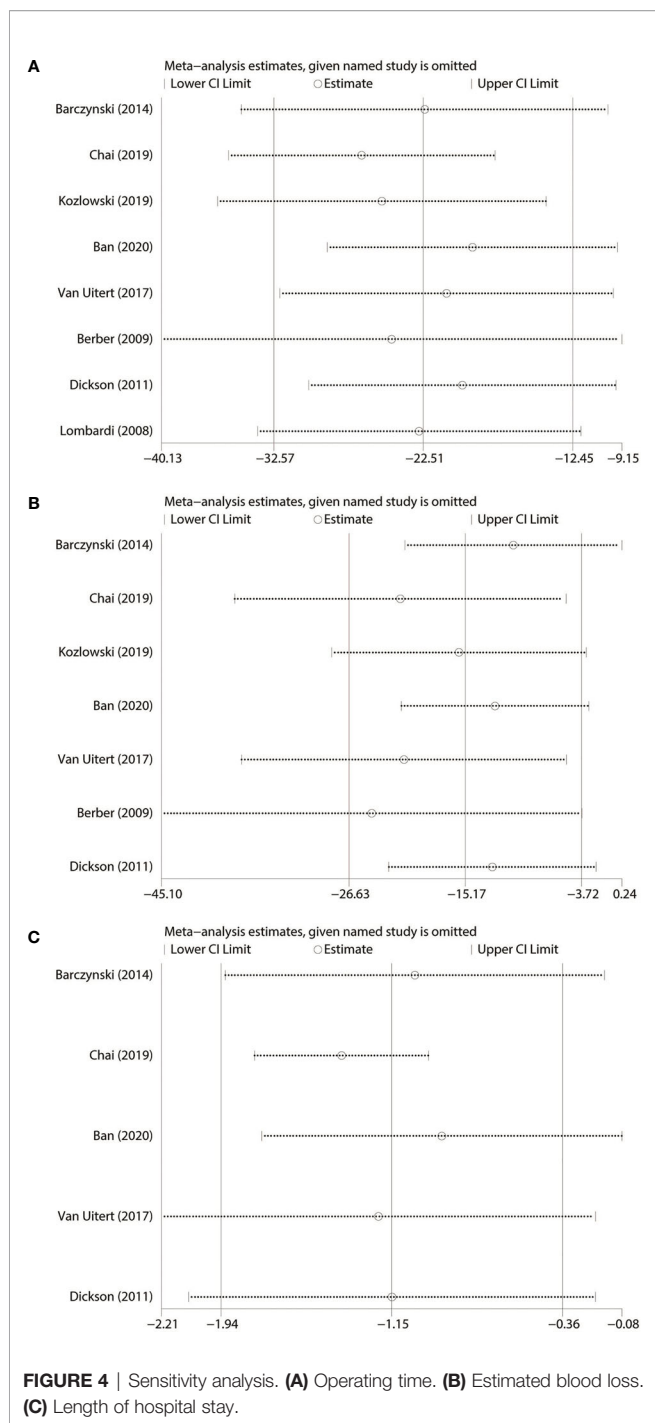 A
Meta−analysis estimates, given named study is omitted
Lower CI Limit Estimate Upper CI Limit
Barczynski (2014)
Chai (2019)
Kozlowski (2019)
Ban (2020)
Van Uitert (2017)
Berber (2009)
Dickson (2011)
Lombardi (2008)
−40.13 −32.57 −22.51 −12.45 −9.15
B
Meta−analysis estimates, given named study is omitted
Lower CI Limit Estimate Upper CI Limit
Barczynski (2014)
Chai (2019)
Kozlowski (2019)
Ban (2020)
Van Uitert (2017)
Berber (2009)
Dickson (2011)
−45.10 −26.63 −15.17 −3.72 0.24
C
Meta−analysis estimates, given named study is omitted
Lower CI Limit Estimate Upper CI Limit
Barczynski (2014)
Chai (2019)
Ban (2020)
Van Uitert (2017)
Dickson (2011)
−2.21 −1.94 −1.15 −0.36 −0.08
FIGURE 4 | Sensitivity analysis. (A) Operating time. (B) Estimated blood loss.
(C) Length of hospital stay.